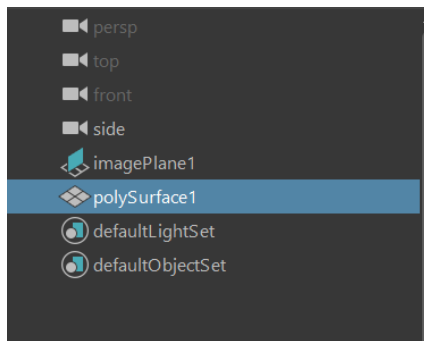 persp
top
front
side
imagePlane1
polySurface1
defaultLightSet
defaultObjectSet